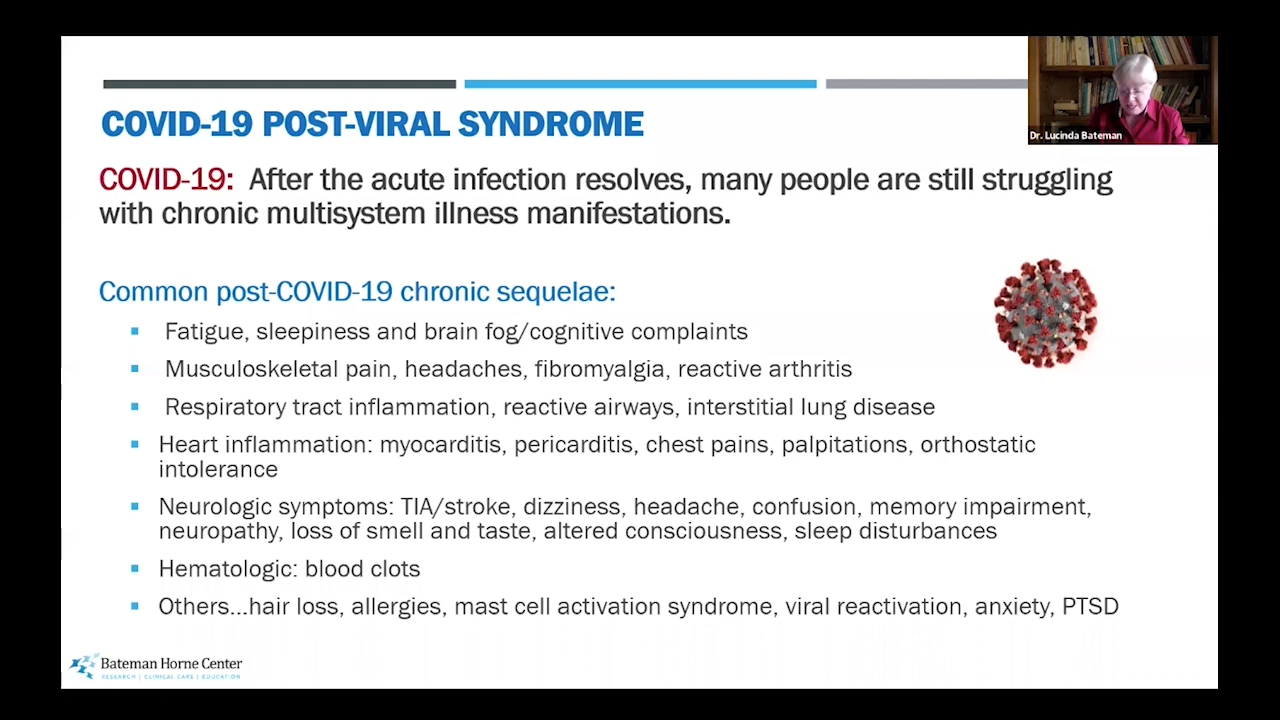 COVID-19 POST-VIRAL SYNDROME
Dr. Lucinda Bateman
COVID-19: After the acute infection resolves, many people are still struggling
with chronic multisystem illness manifestations.
Common post-COVID-19 chronic sequelae:
▪ Fatigue, sleepiness and brain fog/cognitive complaints
▪ Musculoskeletal pain, headaches, fibromyalgia, reactive arthritis
▪ Respiratory tract inflammation, reactive airways, interstitial lung disease
▪ Heart inflammation: myocarditis, pericarditis, chest pains, palpitations, orthostatic
intolerance
▪ Neurologic symptoms: TIA/stroke, dizziness, headache, confusion, memory impairment,
neuropathy, loss of smell and taste, altered consciousness, sleep disturbances
▪ Hematologic: blood clots
▪ Others...hair loss, allergies, mast cell activation syndrome, viral reactivation, anxiety, PTSD
Bateman Horne Center
RESEARCH | CLINICAL CARE | EDUCATION